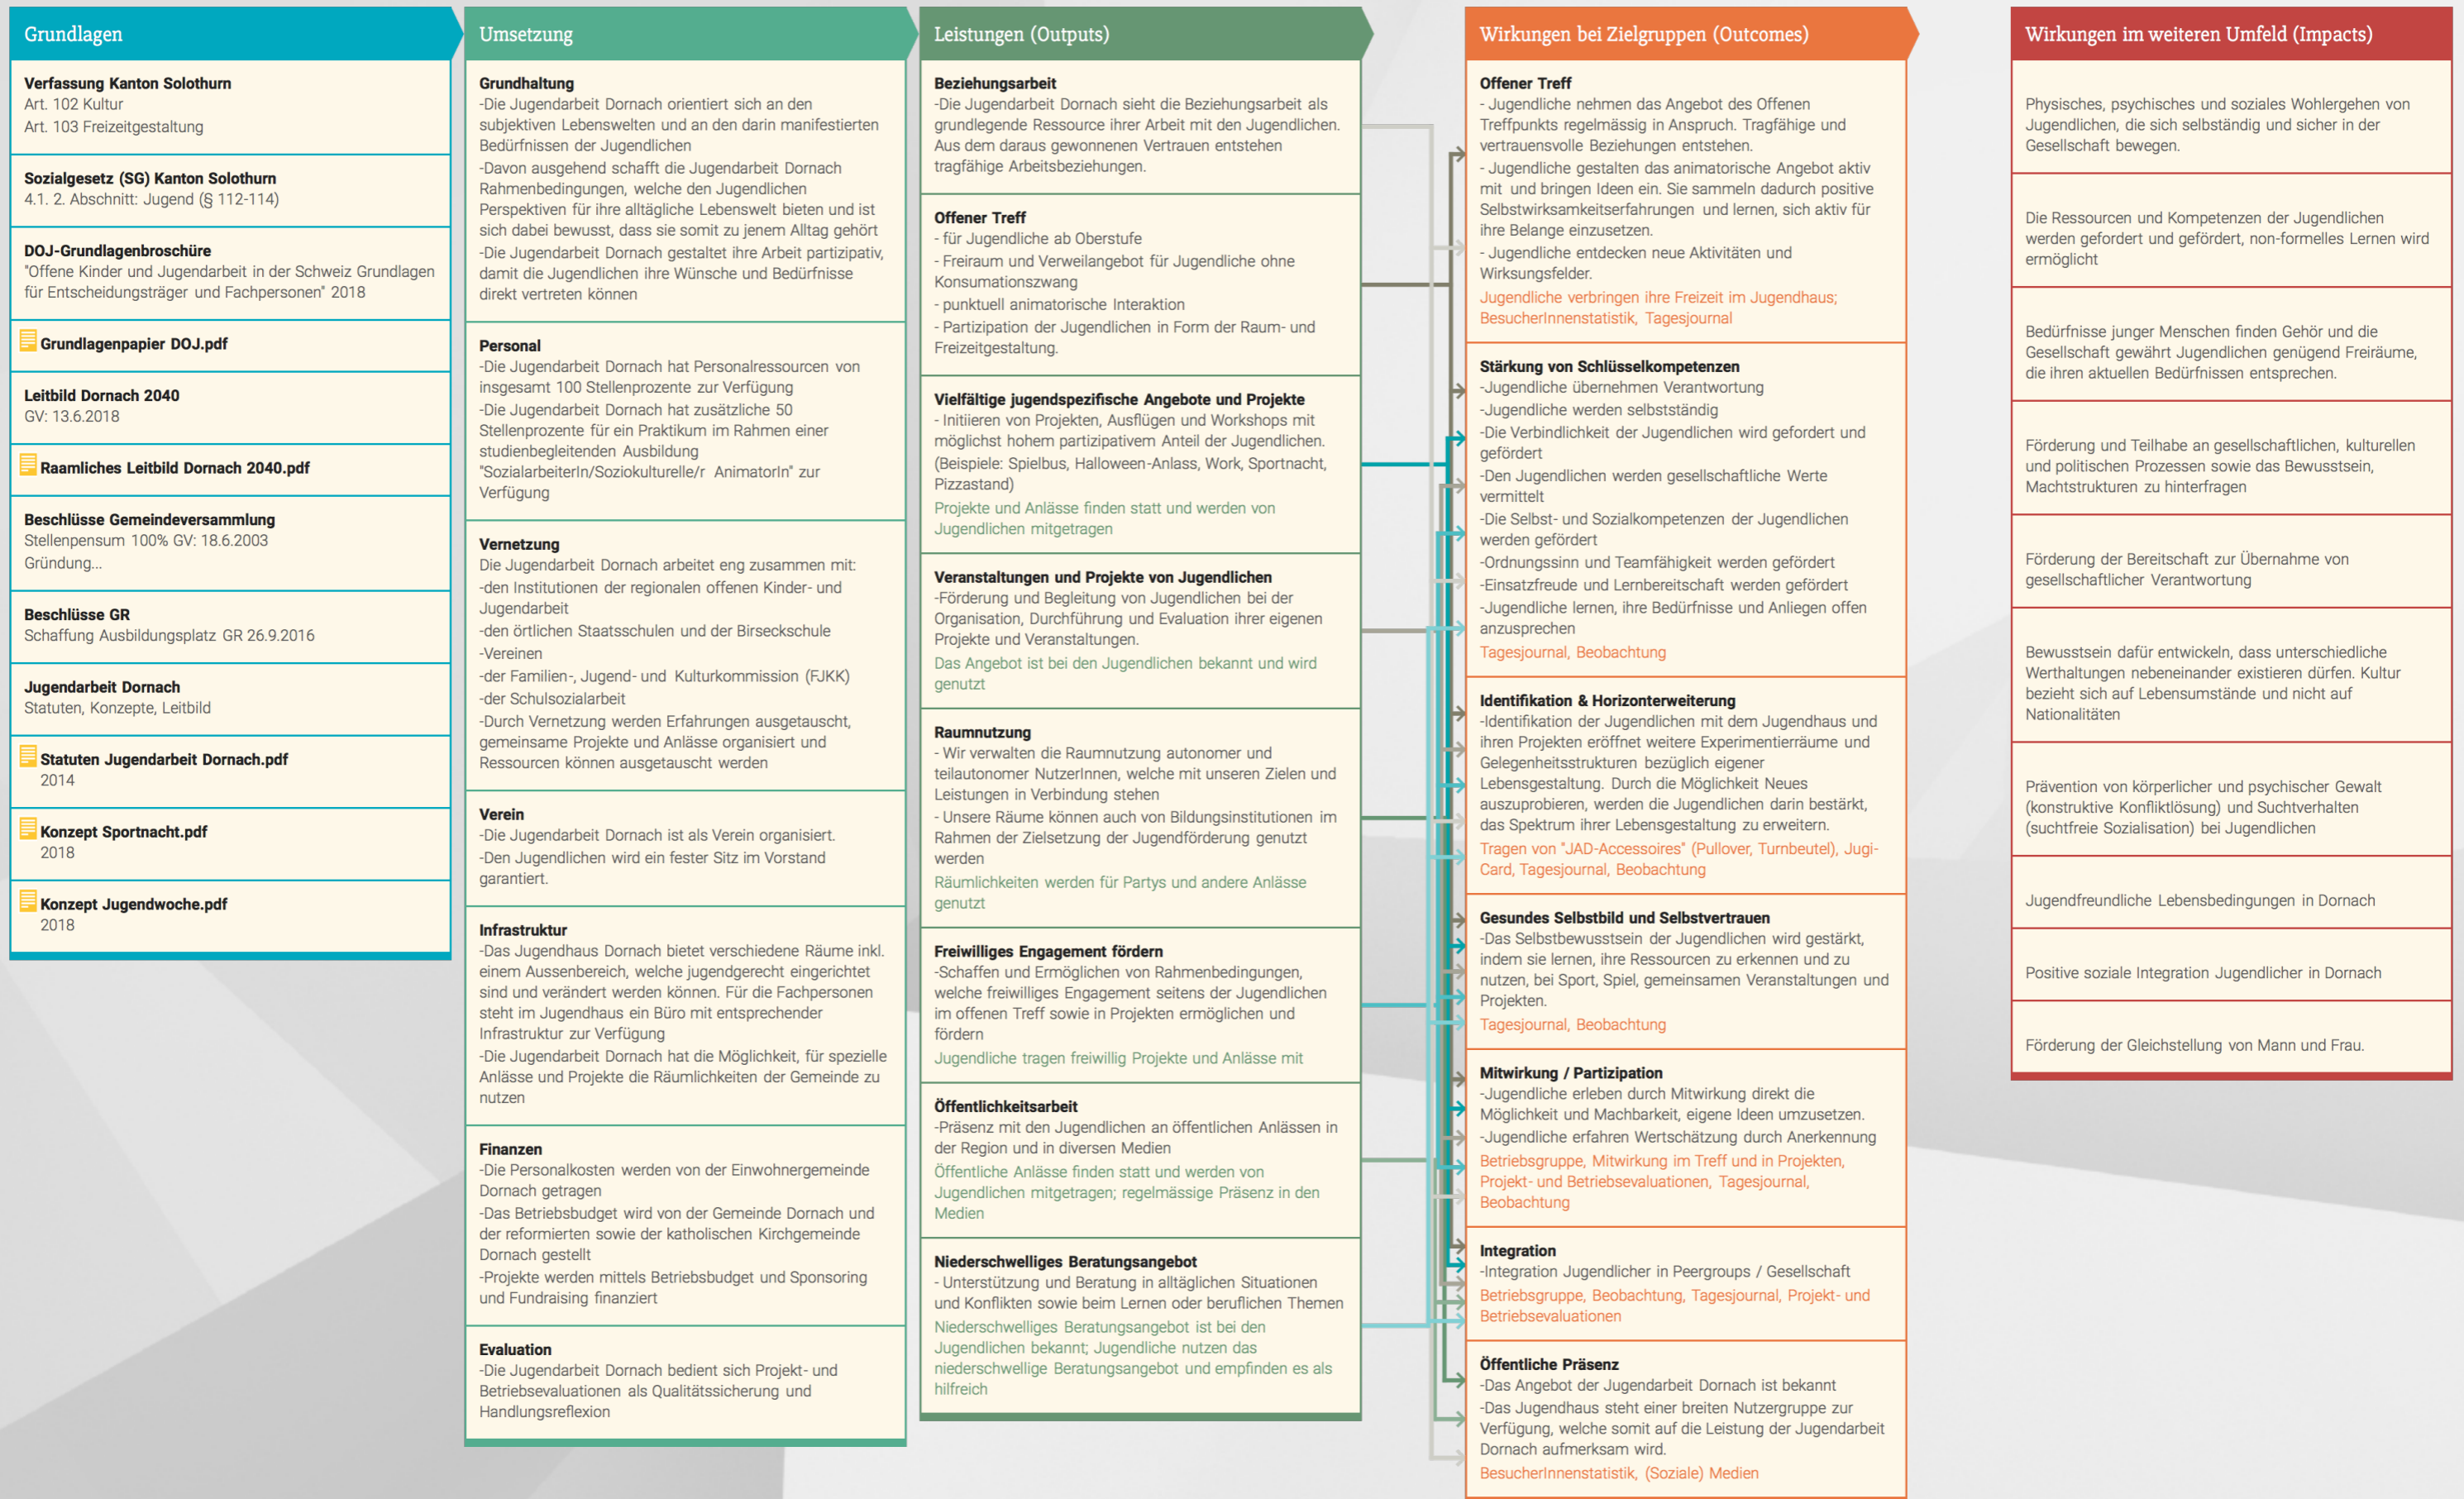 Grundlagen
Verfassung Kanton Solothurn
Art. 102 Kultur
Art. 103 Freizeitgestaltung
Sozialgesetz (SG) Kanton Solothurn
4.1. 2. Abschnitt: Jugend (§ 112-114)
DOJ-Grundlagenbroschüre
"Offene Kinder und Jugendarbeit in der Schweiz Grundlagen
für Entscheidungsträger und Fachpersonen" 2018
Grundlagenpapier DOJ.pdf
Leitbild Dornach 2040
GV: 13.6.2018
Raamliches Leitbild Dornach 2040.pdf
Beschlüsse Gemeindeversammlung
Stellenpensum 100% GV: 18.6.2003
Gründung...
Beschlüsse GR
Schaffung Ausbildungsplatz GR 26.9.2016
Jugendarbeit Dornach
Statuten, Konzepte, Leitbild
Statuten Jugendarbeit Dornach.pdf
2014
Konzept Sportnacht.pdf
2018
Konzept Jugendwoche.pdf
2018
Umsetzung
Grundhaltung
-Die Jugendarbeit Dornach orientiert sich an den
subjektiven Lebenswelten und an den darin manifestierten
Bedürfnissen der Jugendlichen
-Davon ausgehend schafft die Jugendarbeit Dornach
Rahmenbedingungen, welche den Jugendlichen
Perspektiven für ihre alltägliche Lebenswelt bieten und ist
sich dabei bewusst, dass sie somit zu jenem Alltag gehört
-Die Jugendarbeit Dornach gestaltet ihre Arbeit partizipativ,
damit die Jugendlichen ihre Wünsche und Bedürfnisse
direkt vertreten können
Personal
-Die Jugendarbeit Dornach hat Personalressourcen von
insgesamt 100 Stellenprozente zur Verfügung
-Die Jugendarbeit Dornach hat zusätzliche 50
Stellenprozente für ein Praktikum im Rahmen einer
studienbegleitenden Ausbildung
"SozialarbeiterIn/Soziokulturelle/r AnimatorIn" zur
Verfügung
Vernetzung
Die Jugendarbeit Dornach arbeitet eng zusammen mit:
-den Institutionen der regionalen offenen Kinder- und
Jugendarbeit
-den örtlichen Staatsschulen und der Birseckschule
-Vereinen
-der Familien-, Jugend- und Kulturkommission (FJKK)
-der Schulsozialarbeit
-Durch Vernetzung werden Erfahrungen ausgetauscht,
gemeinsame Projekte und Anlässe organisiert und
Ressourcen können ausgetauscht werden
Verein
-Die Jugendarbeit Dornach ist als Verein organisiert.
-Den Jugendlichen wird ein fester Sitz im Vorstand
garantiert.
Infrastruktur
-Das Jugendhaus Dornach bietet verschiedene Räume inkl.
einem Aussenbereich, welche jugendgerecht eingerichtet
sind und verändert werden können. Für die Fachpersonen
steht im Jugendhaus ein Büro mit entsprechender
Infrastruktur zur Verfügung
-Die Jugendarbeit Dornach hat die Möglichkeit, für spezielle
Anlässe und Projekte die Räumlichkeiten der Gemeinde zu
nutzen
Finanzen
-Die Personalkosten werden von der Einwohnergemeinde
Dornach getragen
-Das Betriebsbudget wird von der Gemeinde Dornach und
der reformierten sowie der katholischen Kirchgemeinde
Dornach gestellt
-Projekte werden mittels Betriebsbudget und Sponsoring
und Fundraising finanziert
Evaluation
-Die Jugendarbeit Dornach bedient sich Projekt- und
Betriebsevaluationen als Qualitätssicherung und
Handlungsreflexion
Leistungen (Outputs)
Beziehungsarbeit
-Die Jugendarbeit Dornach sieht die Beziehungsarbeit als
grundlegende Ressource ihrer Arbeit mit den Jugendlichen.
Aus dem daraus gewonnenen Vertrauen entstehen
tragfähige Arbeitsbeziehungen.
Offener Treff
- für Jugendliche ab Oberstufe
- Freiraum und Verweilangebot für Jugendliche ohne
Konsumationszwang
- punktuell animatorische Interaktion
- Partizipation der Jugendlichen in Form der Raum- und
Freizeitgestaltung.
Vielfältige jugendspezifische Angebote und Projekte
- Initiieren von Projekten, Ausflügen und Workshops mit
möglichst hohem partizipativem Anteil der Jugendlichen.
(Beispiele: Spielbus, Halloween-Anlass, Work, Sportnacht,
Pizzastand)
Projekte und Anlässe finden statt und werden von
Jugendlichen mitgetragen
Veranstaltungen und Projekte von Jugendlichen
-Förderung und Begleitung von Jugendlichen bei der
Organisation, Durchführung und Evaluation ihrer eigenen
Projekte und Veranstaltungen.
Das Angebot ist bei den Jugendlichen bekannt und wird
genutzt
Raumnutzung
- Wir verwalten die Raumnutzung autonomer und
teilautonomer NutzerInnen, welche mit unseren Zielen und
Leistungen in Verbindung stehen
- Unsere Räume können auch von Bildungsinstitutionen im
Rahmen der Zielsetzung der Jugendförderung genutzt
werden
Räumlichkeiten werden für Partys und andere Anlässe
genutzt
Freiwilliges Engagement fördern
-Schaffen und Ermöglichen von Rahmenbedingungen,
welche freiwilliges Engagement seitens der Jugendlichen
im offenen Treff sowie in Projekten ermöglichen und
fördern
Jugendliche tragen freiwillig Projekte und Anlässe mit
Öffentlichkeitsarbeit
-Präsenz mit den Jugendlichen an öffentlichen Anlässen in
der Region und in diversen Medien
Öffentliche Anlässe finden statt und werden von
Jugendlichen mitgetragen; regelmässige Präsenz in den
Medien
Niederschwelliges Beratungsangebot
- Unterstützung und Beratung in alltäglichen Situationen
und Konflikten sowie beim Lernen oder beruflichen Themen
Niederschwelliges Beratungsangebot ist bei den
Jugendlichen bekannt; Jugendliche nutzen das
niederschwellige Beratungsangebot und empfinden es als
hilfreich
Wirkungen bei Zielgruppen (Outcomes)
Offener Treff
- Jugendliche nehmen das Angebot des Offenen
Treffpunkts regelmässig in Anspruch. Tragfähige und
vertrauensvolle Beziehungen entstehen.
- Jugendliche gestalten das animatorische Angebot aktiv
mit und bringen Ideen ein. Sie sammeln dadurch positive
Selbstwirksamkeitserfahrungen und lernen, sich aktiv für
ihre Belange einzusetzen.
- Jugendliche entdecken neue Aktivitäten und
Wirksungsfelder.
Jugendliche verbringen ihre Freizeit im Jugendhaus;
BesucherInnenstatistik, Tagesjournal
Stärkung von Schlüsselkompetenzen
-Jugendliche übernehmen Verantwortung
-Jugendliche werden selbstständig
-Die Verbindlichkeit der Jugendlichen wird gefordert und
gefördert
-Den Jugendlichen werden gesellschaftliche Werte
vermittelt
-Die Selbst- und Sozialkompetenzen der Jugendlichen
werden gefördert
-Ordnungssinn und Teamfähigkeit werden gefördert
-Einsatzfreude und Lernbereitschaft werden gefördert
-Jugendliche lernen, ihre Bedürfnisse und Anliegen offen
anzusprechen
Tagesjournal, Beobachtung
Identifikation & Horizonterweiterung
-Identifikation der Jugendlichen mit dem Jugendhaus und
ihren Projekten eröffnet weitere Experimentierräume und
Gelegenheitsstrukturen bezüglich eigener
Lebensgestaltung. Durch die Möglichkeit Neues
auszuprobieren, werden die Jugendlichen darin bestärkt,
das Spektrum ihrer Lebensgestaltung zu erweitern.
Tragen von "JAD-Accessoires" (Pullover, Turnbeutel), Jugi-
Card, Tagesjournal, Beobachtung
Gesundes Selbstbild und Selbstvertrauen
-Das Selbstbewusstsein der Jugendlichen wird gestärkt,
indem sie lernen, ihre Ressourcen zu erkennen und zu
nutzen, bei Sport, Spiel, gemeinsamen Veranstaltungen und
Projekten.
Tagesjournal, Beobachtung
Mitwirkung / Partizipation
-Jugendliche erleben durch Mitwirkung direkt die
Möglichkeit und Machbarkeit, eigene Ideen umzusetzen.
-Jugendliche erfahren Wertschätzung durch Anerkennung
Betriebsgruppe, Mitwirkung im Treff und in Projekten,
Projekt- und Betriebsevaluationen, Tagesjournal,
Beobachtung
Integration
-Integration Jugendlicher in Peergroups / Gesellschaft
Betriebsgruppe, Beobachtung, Tagesjournal, Projekt- und
Betriebsevaluationen
Öffentliche Präsenz
-Das Angebot der Jugendarbeit Dornach ist bekannt
-Das Jugendhaus steht einer breiten Nutzergruppe zur
Verfügung, welche somit auf die Leistung der Jugendarbeit
Dornach aufmerksam wird.
BesucherInnenstatistik, (Soziale) Medien
Wirkungen im weiteren Umfeld (Impacts)
Physisches, psychisches und soziales Wohlergehen von
Jugendlichen, die sich selbständig und sicher in der
Gesellschaft bewegen.
Die Ressourcen und Kompetenzen der Jugendlichen
werden gefordert und gefördert, non-formelles Lernen wird
ermöglicht
Bedürfnisse junger Menschen finden Gehör und die
Gesellschaft gewährt Jugendlichen genügend Freiräume,
die ihren aktuellen Bedürfnissen entsprechen.
Förderung und Teilhabe an gesellschaftlichen, kulturellen
und politischen Prozessen sowie das Bewusstsein,
Machtstrukturen zu hinterfragen
Förderung der Bereitschaft zur Übernahme von
gesellschaftlicher Verantwortung
Bewusstsein dafür entwickeln, dass unterschiedliche
Werthaltungen nebeneinander existieren dürfen. Kultur
bezieht sich auf Lebensumstände und nicht auf
Nationalitäten
Prävention von körperlicher und psychischer Gewalt
(konstruktive Konfliktlösung) und Suchtverhalten
(suchtfreie Sozialisation) bei Jugendlichen
Jugendfreundliche Lebensbedingungen in Dornach
Positive soziale Integration Jugendlicher in Dornach
Förderung der Gleichstellung von Mann und Frau.